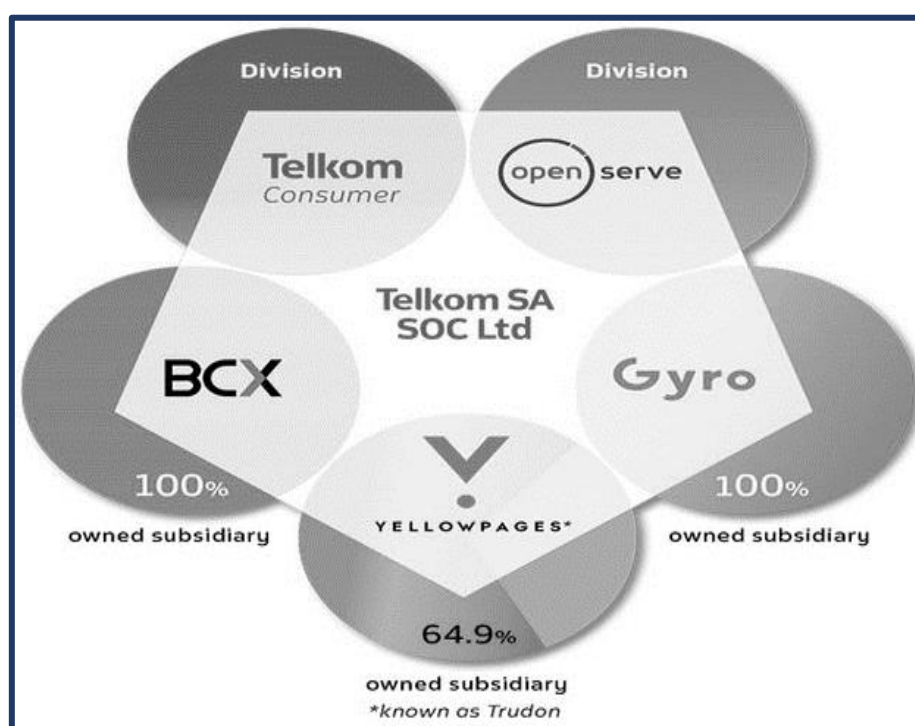 Division
Division
Telkom
Consumer
open serve
Telkom SA
SOC Ltd
BCX
Gyro
100%
owned subsidiary
100%
owned subsidiary
YELLOWPAGES*
64.9%
owned subsidiary
*known as Trudon